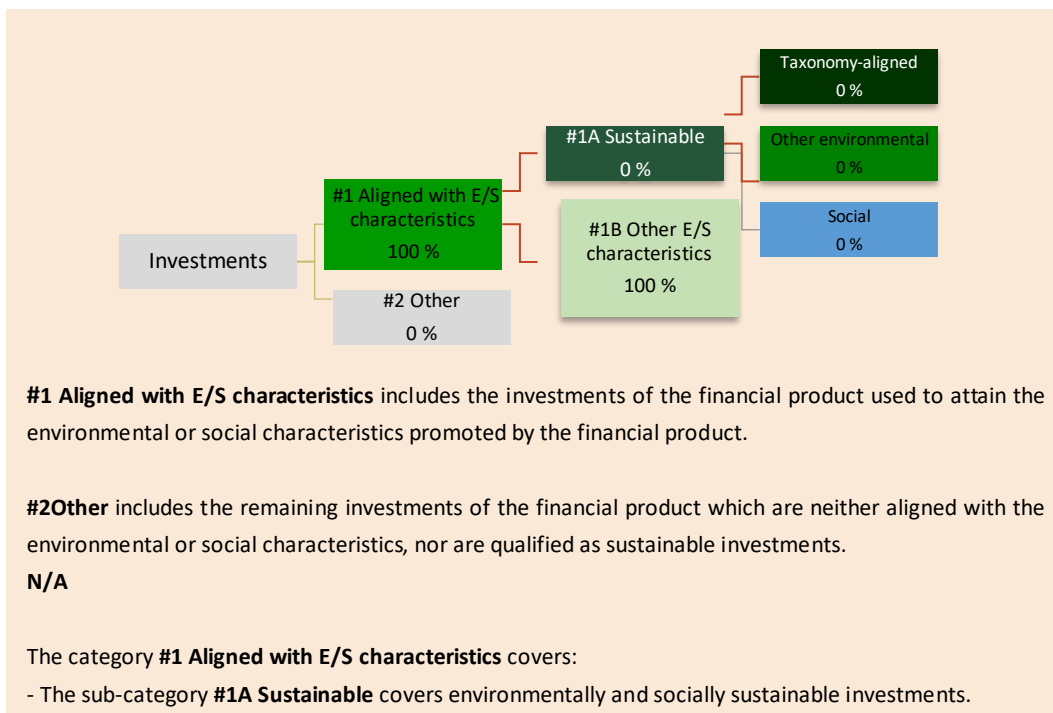 Taxonomy-aligned
0 %
#1A Sustainable
0 %
Other environmental
0 %
#1 Aligned with E/S
characteristics
100 %
#1B Other E/S
characteristics
100 %
Social
0 %
Investments
#2 Other
0 %
#1 Aligned with E/S characteristics includes the investments of the financial product used to attain the
environmental or social characteristics promoted by the financial product.
#2Other includes the remaining investments of the financial product which are neither aligned with the
environmental or social characteristics, nor are qualified as sustainable investments.
N/A
The category #1 Aligned with E/S characteristics covers:
- The sub-category #1A Sustainable covers environmentally and socially sustainable investments.